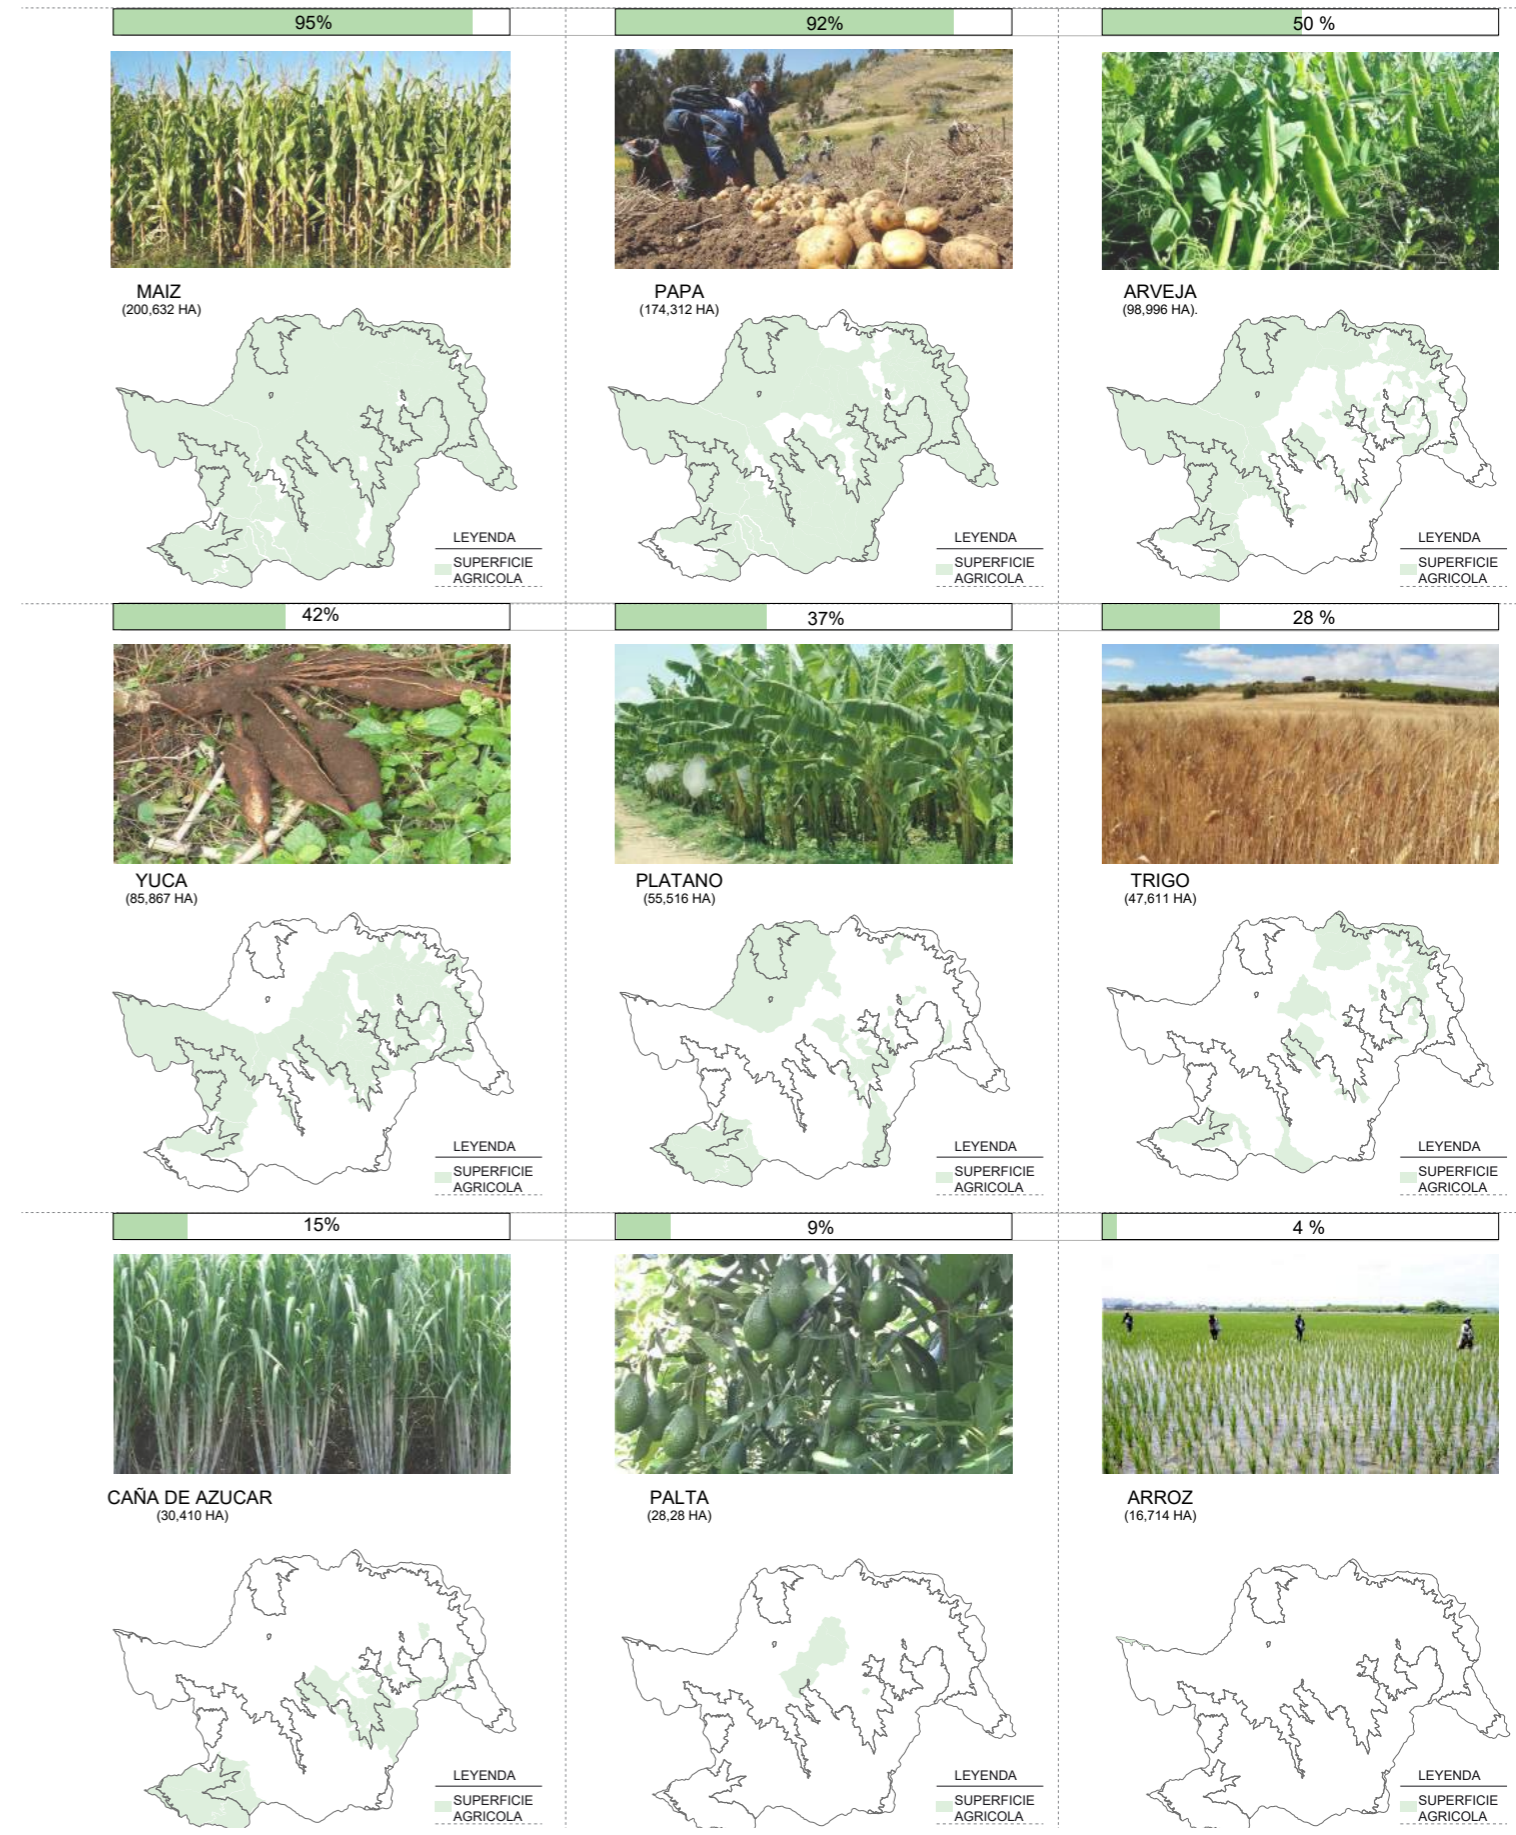 95%
92%
50 %
MAIZ
(200,632 HA)
PAPA
(174,312 HA)
ARVEJA
(98,996 HA).
LEYENDA
SUPERFICIE
AGRICOLA
LEYENDA
SUPERFICIE
AGRICOLA
LEYENDA
SUPERFICIE
AGRICOLA
42%
37%
28 %
YUCA
(85,867 HA)
PLATANO
(55,516 HA)
TRIGO
(47,611 HA)
LEYENDA
SUPERFICIE
AGRICOLA
LEYENDA
SUPERFICIE
AGRICOLA
LEYENDA
SUPERFICIE
AGRICOLA
15%
9%
4 %
CAÑA DE AZUCAR
(30,410 HA)
PALTA
(28,28 HA)
ARROZ
(16,714 HA)
LEYENDA
SUPERFICIE
AGRICOLA
LEYENDA
SUPERFICIE
AGRICOLA
LEYENDA
SUPERFICIE
AGRICOLA